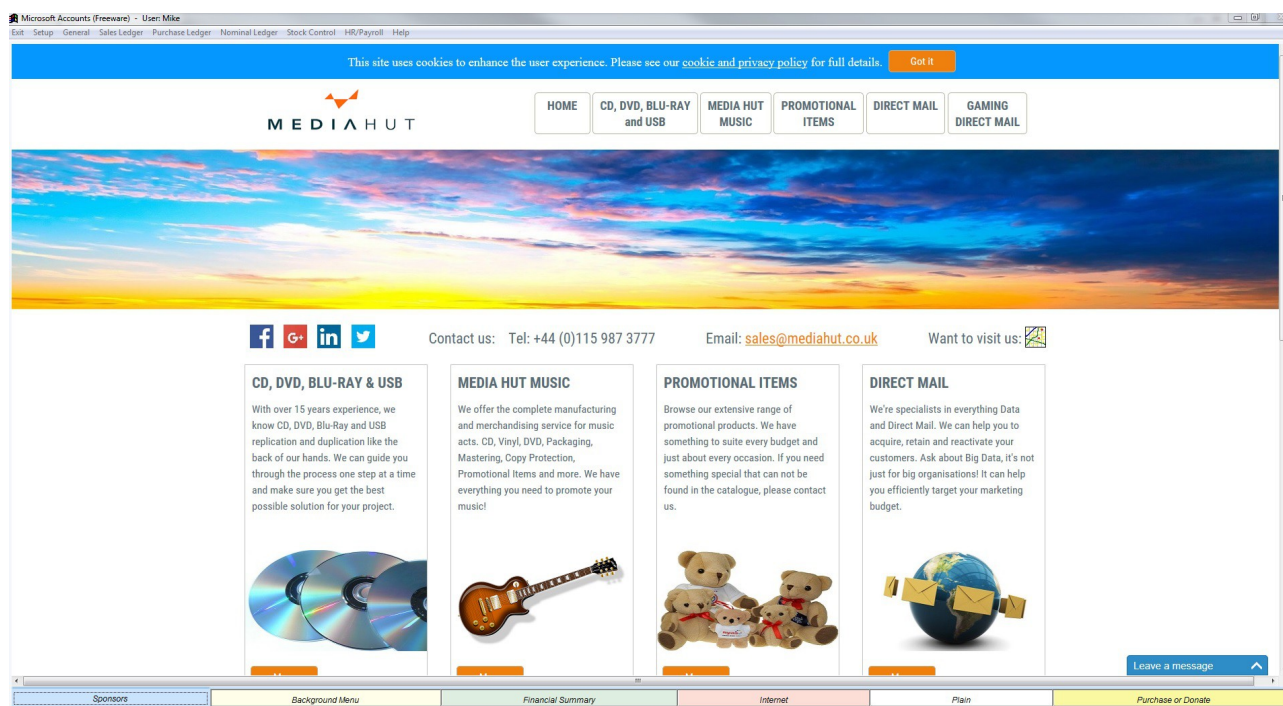 Microsoft Accounts (Freeware) - User: Mike
Exit Setup General Sales Ledger Purchase Ledger Nominal Ledger Stock Control HR/Payroll Help
This site uses cookies to enhance the user experience. Please see our cookie and privacy policy for full details. Got it
MEDIAHUT
HOME
CD, DVD, BLU-RAY
and USB
MEDIA HUT
MUSIC
PROMOTIONAL
ITEMS
DIRECT MAIL
GAMING
DIRECT MAIL
Contact us: Tel: +44 (0)115 987 3777 Email: sales@mediahut.co.uk Want to visit us:
CD, DVD, BLU-RAY & USB
With over 15 years experience, we
know CD, DVD, Blu-Ray and USB
replication and duplication like the
back of our hands. We can guide you
through the process one step at a time
and make sure you get the best
possible solution for your project.
MEDIA HUT MUSIC
We offer the complete manufacturing
and merchandising service for music
acts. CD, Vinyl, DVD, Packaging,
Mastering, Copy Protection,
Promotional Items and more. We have
everything you need to promote your
music!
PROMOTIONAL ITEMS
Browse our extensive range of
promotional products. We have
something to suite every budget and
just about every occasion. If you need
something special that can not be
found in the catalogue, please contact
us.
DIRECT MAIL
We're specialists in everything Data
and Direct Mail. We can help you to
acquire, retain and reactivate your
customers. Ask about Big Data, it's not
just for big organisations! It can help
you efficiently target your marketing
budget.
Leave a message
Sponsors Background Menu Financial Summary Internet Plain Purchase or Donate